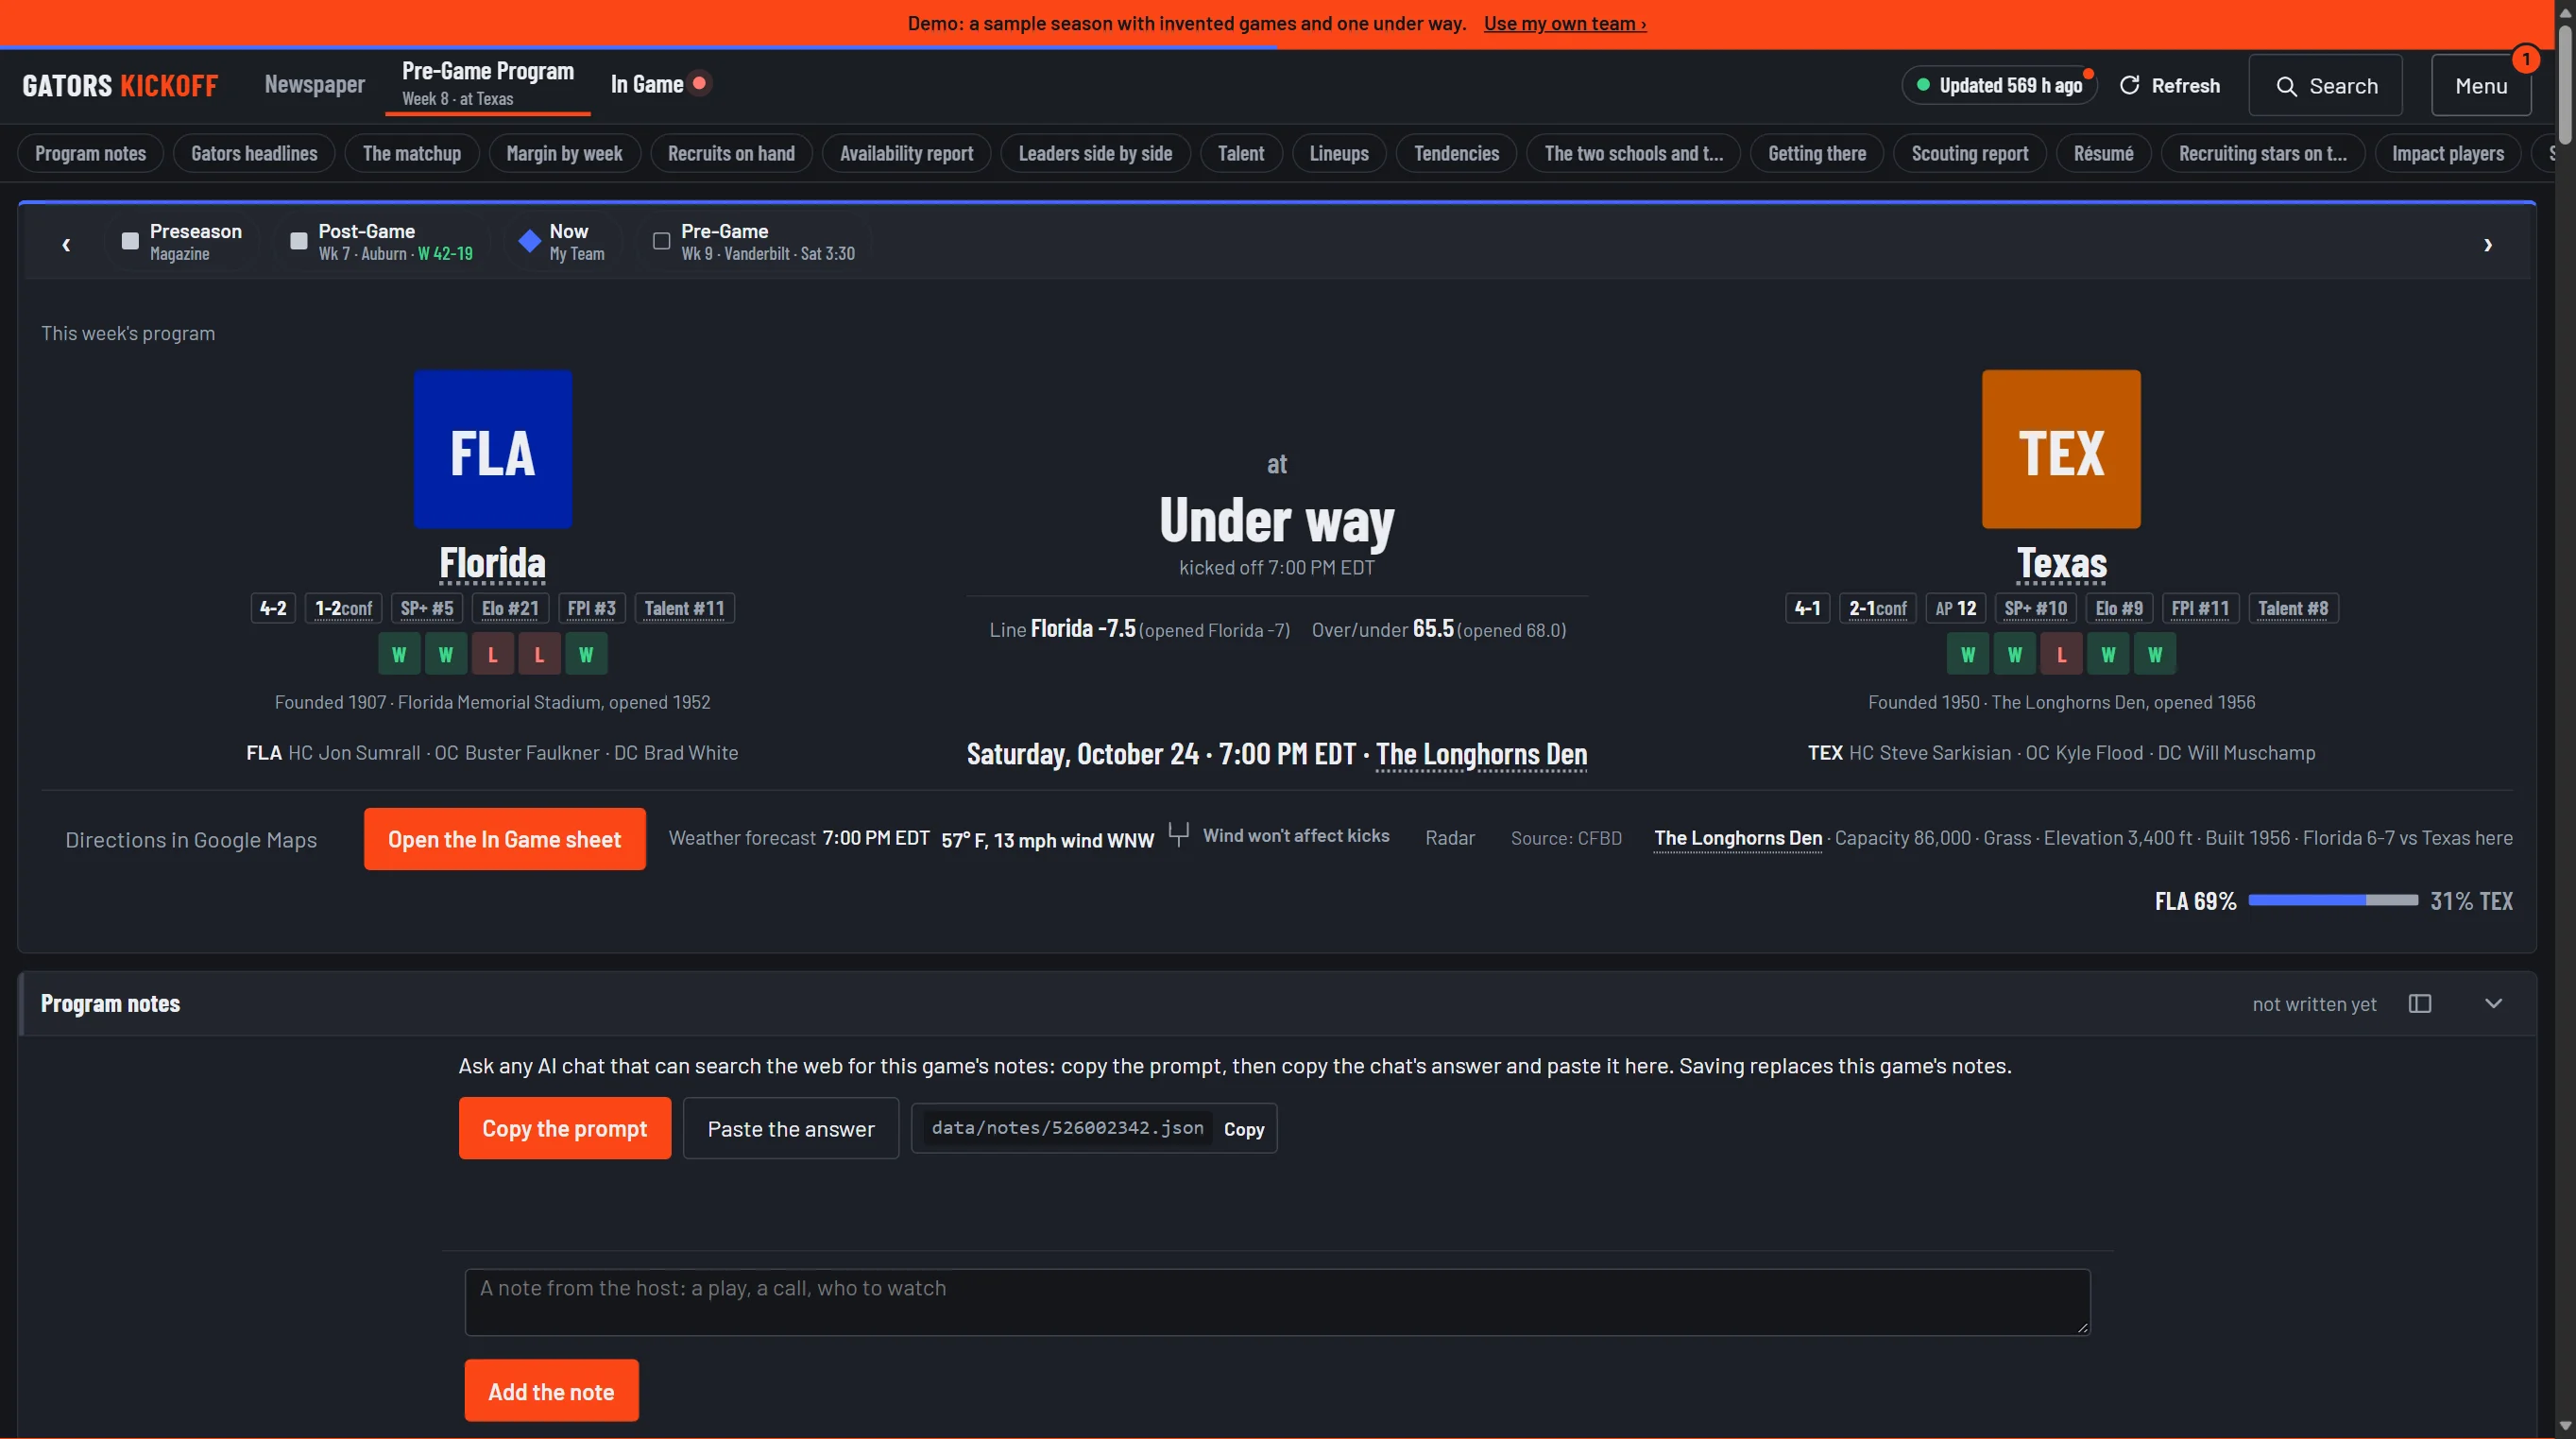 Demo: a sample season with invented games and one under way. Use my own team ›
GATORS KICKOFF
Newspaper
Pre-Game Program
Week 8 · at Texas
In Game
Updated 569 h ago
Refresh
Search
Menu
1
Program notes
Gators headlines
The matchup
Margin by week
Recruits on hand
Availability report
Leaders side by side
Talent
Lineups
Tendencies
The two schools and t...
Getting there
Scouting report
Résumé
Recruiting stars on t...
Impact players
‹
Preseason
Magazine
Post-Game
Wk 7 · Auburn · W 42-19
Now
My Team
Pre-Game
Wk 9 · Vanderbilt · Sat 3:30
›
This week's program
FLA
Florida
4-2 1-2conf SP+ #5 Elo #21 FPI #3 Talent #11
W W L L W
Founded 1907 · Florida Memorial Stadium, opened 1952
FLA HC Jon Sumrall · OC Buster Faulkner · DC Brad White
at
Under way
kicked off 7:00 PM EDT
Line Florida -7.5 (opened Florida -7) Over/under 65.5 (opened 68.0)
Saturday, October 24 · 7:00 PM EDT · The Longhorns Den
TEX
Texas
4-1 2-1conf AP 12 SP+ #10 Elo #9 FPI #11 Talent #8
W W L W W
Founded 1950 · The Longhorns Den, opened 1956
TEX HC Steve Sarkisian · OC Kyle Flood · DC Will Muschamp
Directions in Google Maps
Open the In Game sheet
Weather forecast 7:00 PM EDT 57° F, 13 mph wind WNW Wind won't affect kicks
Radar
Source: CFBD
The Longhorns Den · Capacity 86,000 · Grass · Elevation 3,400 ft · Built 1956 · Florida 6-7 vs Texas here
FLA 69% 31% TEX
Program notes
not written yet
Ask any AI chat that can search the web for this game's notes: copy the prompt, then copy the chat's answer and paste it here. Saving replaces this game's notes.
Copy the prompt
Paste the answer
data/notes/526002342.json Copy
A note from the host: a play, a call, who to watch
Add the note